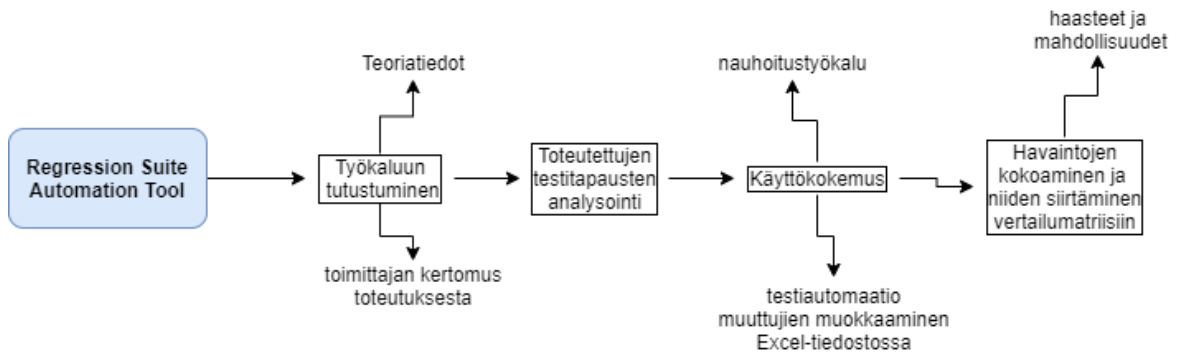 haasteet ja
mahdollisuudet
Teoriatiedot
nauhoitustyökalu
Regression Suite
Automation Tool
Työkaluun
tutustuminen
Toteutettujen
testitapausten
analysointi
Käyttökokemus
Havaintojen
kokoaminen ja
niiden siirtäminen
vertailumatriisiin
toimittajan kertomus
toteutuksesta
testiautomaatio
muuttujien muokkaaminen
Excel-tiedostossa